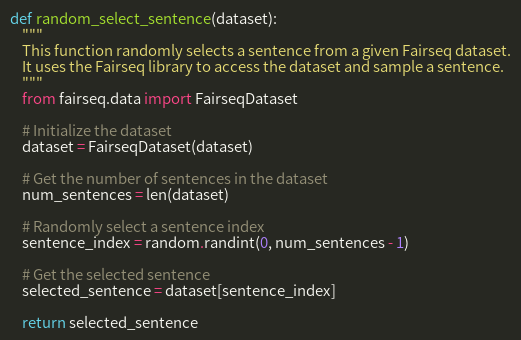 def random_select_sentence(dataset):
    """
    This function randomly selects a sentence from a given Fairseq dataset.
    It uses the Fairseq library to access the dataset and sample a sentence.
    """
    from fairseq.data import FairseqDataset

    # Initialize the dataset
    dataset = FairseqDataset(dataset)

    # Get the number of sentences in the dataset
    num_sentences = len(dataset)

    # Randomly select a sentence index
    sentence_index = random.randint(0, num_sentences - 1)

    # Get the selected sentence
    selected_sentence = dataset[sentence_index]

    return selected_sentence